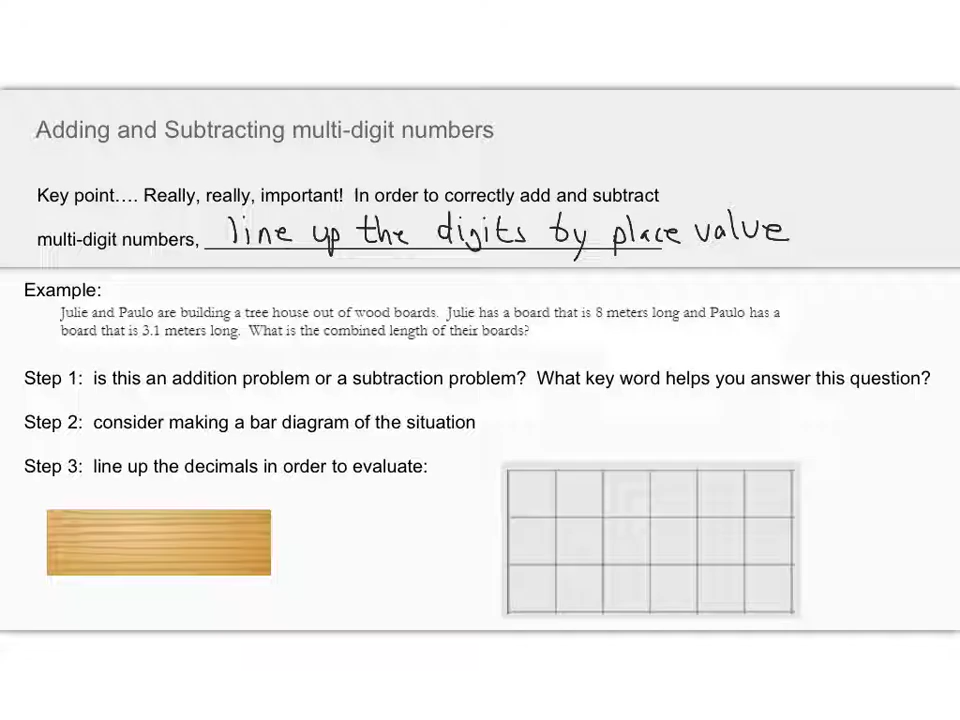 Adding and Subtracting multi-digit numbers
Key point…. Really, really, important!  In order to correctly add and subtract
multi-digit numbers, line up the digits by place value
Example:
Julie and Paulo are building a tree house out of wood boards.  Julie has a board that is 8 meters long and Paulo has a
board that is 3.1 meters long.  What is the combined length of their boards?
Step 1:  is this an addition problem or a subtraction problem?  What key word helps you answer this question?
Step 2:  consider making a bar diagram of the situation
Step 3:  line up the decimals in order to evaluate: